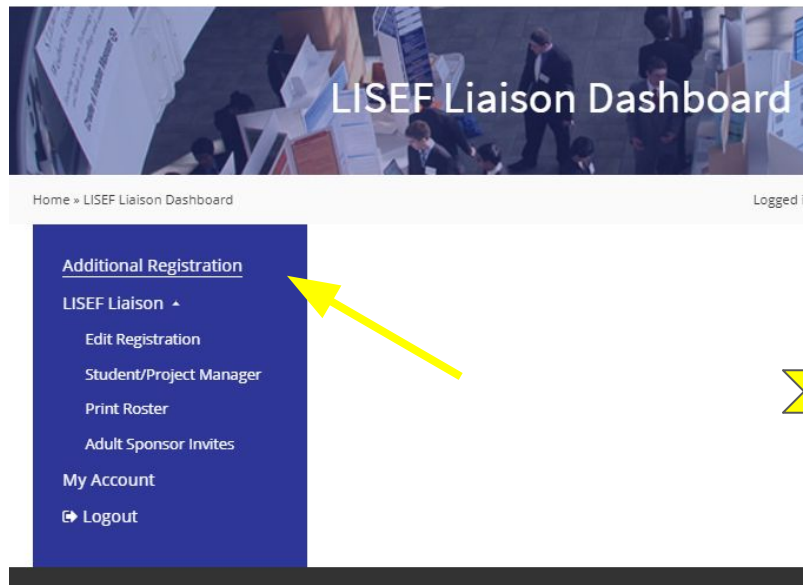 LISEF Liaison Dashboard
Home » LISEF Liaison Dashboard
Logged
Additional Registration
LISEF Liaison
Edit Registration
Student/Project Manager
Print Roster
Adult Sponsor Invites
My Account
Logout